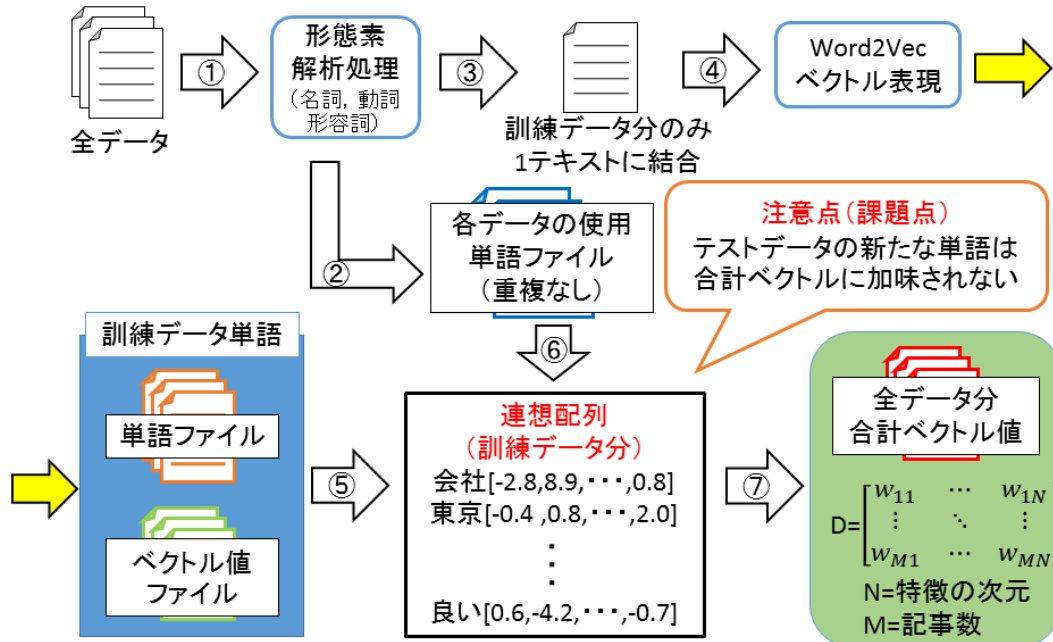 全データ
①
形態素
解析処理
(名詞, 動詞
形容詞)
③
訓練データ分のみ
1テキストに結合
④
Word2Vec
ベクトル表現
②
各データの使用
単語ファイル
(重複なし)
注意点(課題点)
テストデータの新たな単語は
合計ベクトルに加味されない
⑥
訓練データ単語
単語ファイル
ベクトル値
ファイル
⑤
連想配列
(訓練データ分)
会社[-2.8,8.9,･･･,0.8]
東京[-0.4 ,0.8,･･･,2.0]
・
・
・
良い[0.6,-4.2,･･･,-0.7]
⑦
全データ分
合計ベクトル値
w11 ⋯ w1N
D= ⋮ ⋱ ⋮
wM1 ⋯ wMN
N=特徴の次元
M=記事数